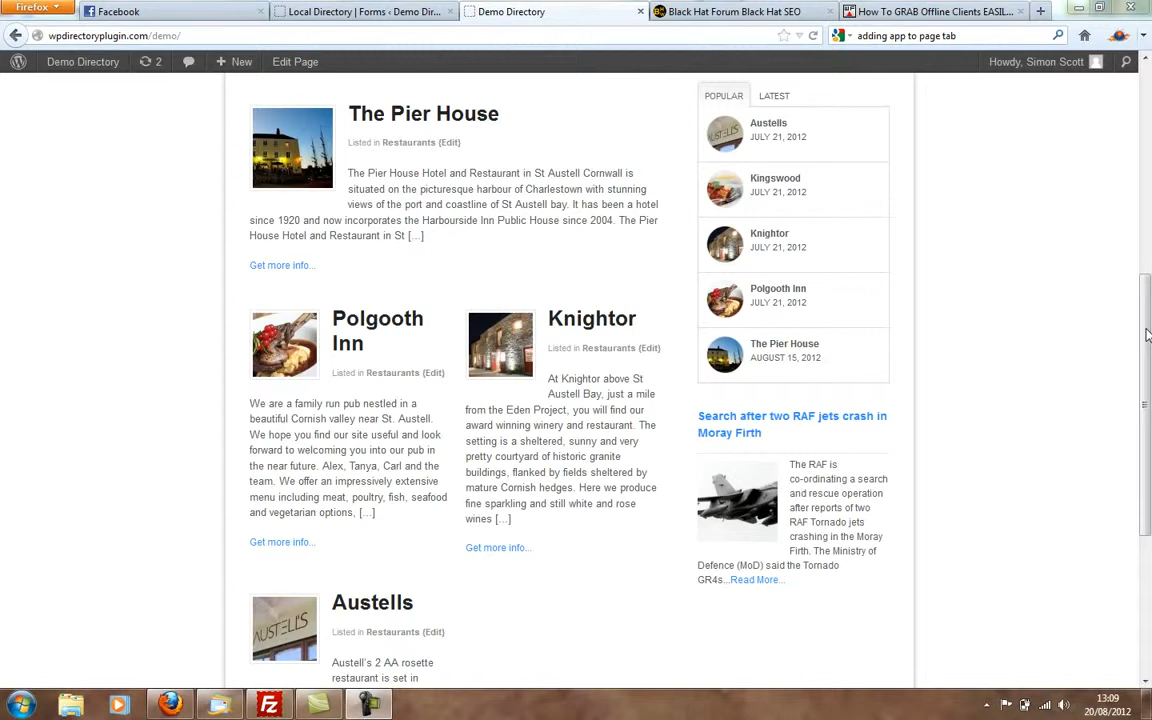 Firefox
Facebook
Local Directory | Forms ‹ Demo Dir...
Demo Directory
Black Hat Forum Black Hat SEO
How To GRAB Offline Clients EASIL...
wpdirectoryplugin.com/demo/
adding app to page tab
Demo Directory
2
New
Edit Page
Howdy, Simon Scott
The Pier House
Listed in Restaurants {Edit}
The Pier House Hotel and Restaurant in St Austell Cornwall is
situated on the picturesque harbour of Charlestown with stunning
views of the port and coastline of St Austell bay. It has been a hotel
since 1920 and now incorporates the Harbourside Inn Public House since 2004. The Pier
House Hotel and Restaurant in St […]
Get more info...
Polgooth
Inn
Listed in Restaurants {Edit}
We are a family run pub nestled in a
beautiful Cornish valley near St. Austell.
We hope you find our site useful and look
forward to welcoming you into our pub in
the near future. Alex, Tanya, Carl and the
team. We offer an impressively extensive
menu including meat, poultry, fish, seafood
and vegetarian options, […]
Get more info...
Knightor
Listed in Restaurants {Edit}
At Knightor above St
Austell Bay, just a mile
from the Eden Project, you will find our
award winning winery and restaurant. The
setting is a sheltered, sunny and very
pretty courtyard of historic granite
buildings, flanked by fields sheltered by
mature Cornish hedges. Here we produce
fine sparkling and still white and rose
wines […]
Get more info...
AUSTELL'S
Austells
Listed in Restaurants {Edit}
Austell's 2 AA rosette
restaurant is set in
POPULAR
LATEST
Austells
JULY 21, 2012
Kingswood
JULY 21, 2012
Knightor
JULY 21, 2012
Polgooth Inn
JULY 21, 2012
The Pier House
AUGUST 15, 2012
Search after two RAF jets crash in
Moray Firth
The RAF is
co-ordinating a search
and rescue operation
after reports of two
RAF Tornado jets
crashing in the Moray
Firth. The Ministry of
Defence (MoD) said the Tornado
GR4s...Read More...
13:09
20/08/2012